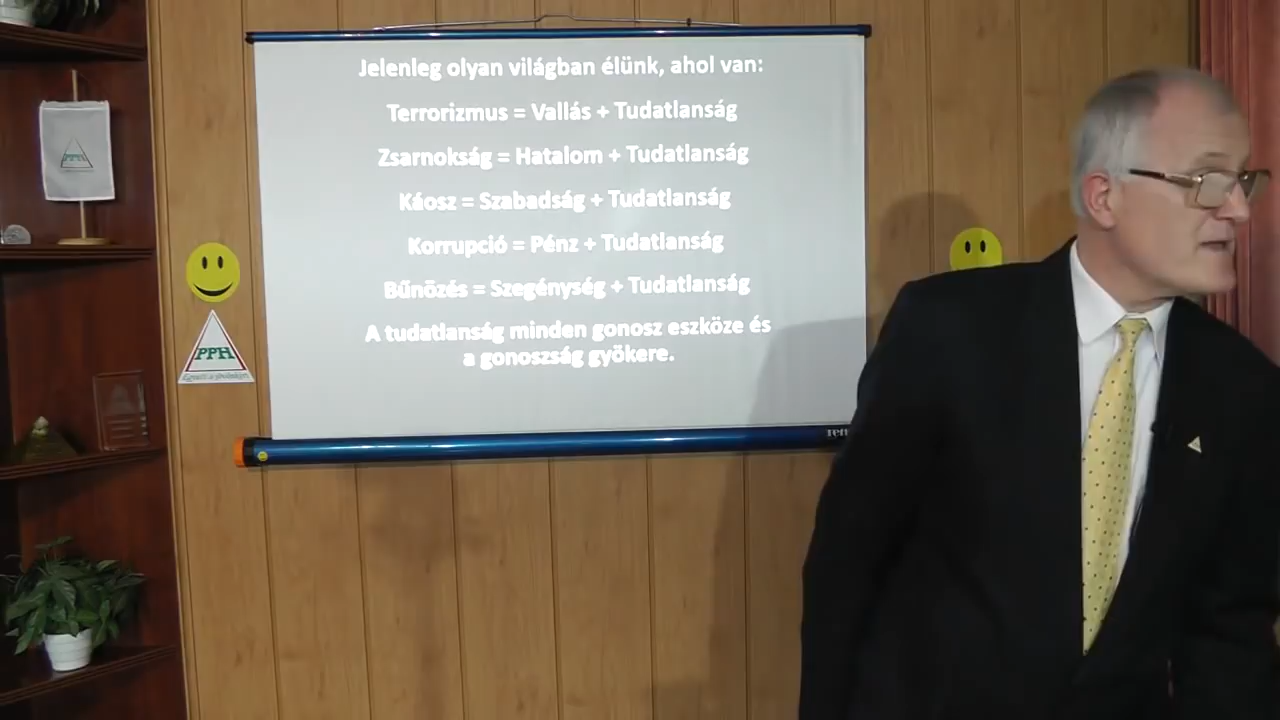 Jelenleg olyan világban élünk, ahol van:
Terrorizmus = Vallás + Tudatlanság
Zsarnokság = Hatalom + Tudatlanság
Káosz = Szabadság + Tudatlanság
Korrupció = Pénz + Tudatlanság
Bűnözés = Szegénység + Tudatlanság
A tudatlanság minden gonosz eszköze és
a gonoszság gyökere.
PPH
PPH